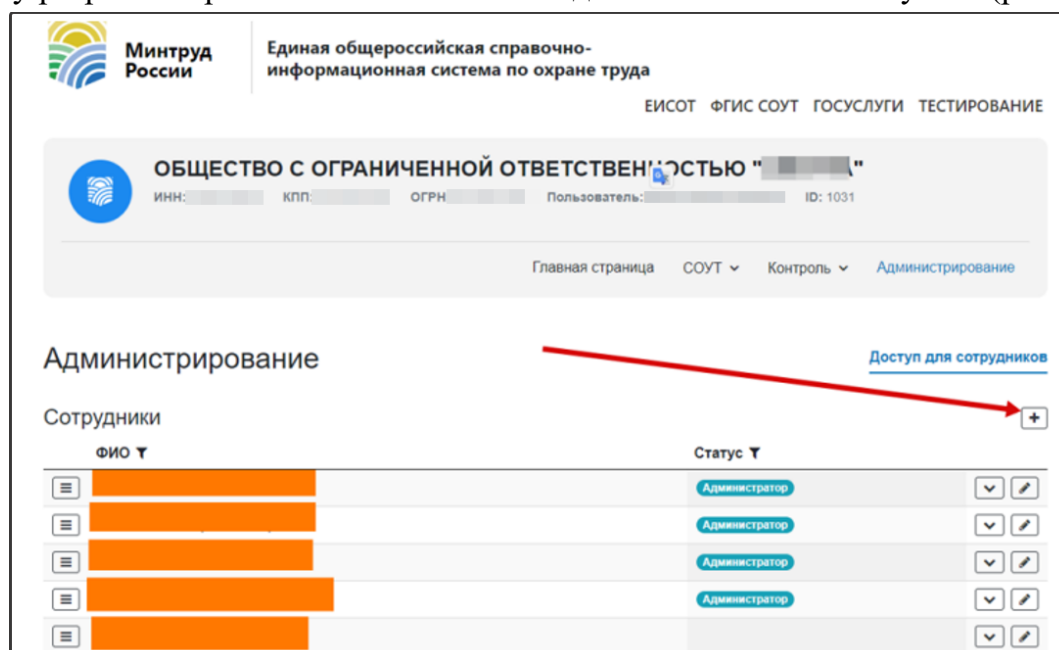 Минтруд
России
Единая общероссийская справочно-
информационная система по охране труда
ЕИСОТ ФГИС СОУТ ГОСУСЛУГИ ТЕСТИРОВАНИЕ
ОБЩЕСТВО С ОГРАНИЧЕННОЙ ОТВЕТСТВЕННОСТЬЮ " "
ИНН: КПП: ОГРН Пользователь: ID: 1031
Главная страница СОУТ Контроль Администрирование
Администрирование
Доступ для сотрудников
Сотрудники
ФИО Статус
Администратор
Администратор
Администратор
Администратор